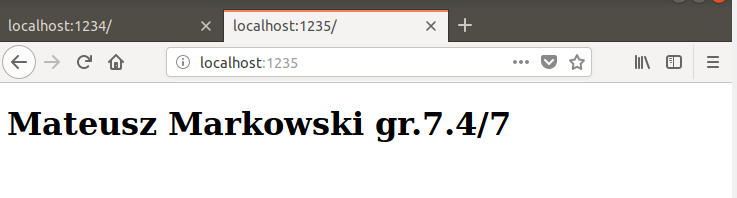 localhost:1234/
localhost:1235/
localhost:1235
Mateusz Markowski gr.7.4/7